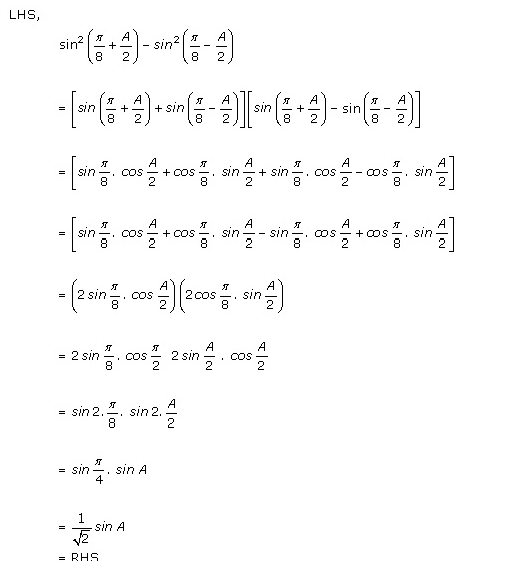 LHS,
sin² (π/8 + A/2) – sin² (π/8 – A/2)
= [sin (π/8 + A/2) + sin (π/8 – A/2)] [sin (π/8 + A/2) – sin (π/8 – A/2)]
= [sin π/8 . cos A/2 + cos π/8 . sin A/2 + sin π/8 . cos A/2 – cos π/8 . sin A/2]
= [sin π/8 . cos A/2 + cos π/8 . sin A/2 – sin π/8 . cos A/2 + cos π/8 . sin A/2]
= (2 sin π/8 . cos A/2) (2 cos π/8 . sin A/2)
= 2 sin π/8 . cos π/2 2 sin A/2 . cos A/2
= sin 2. π/8 . sin 2. A/2
= sin π/4 . sin A
= 1/√2 sin A
= RHS